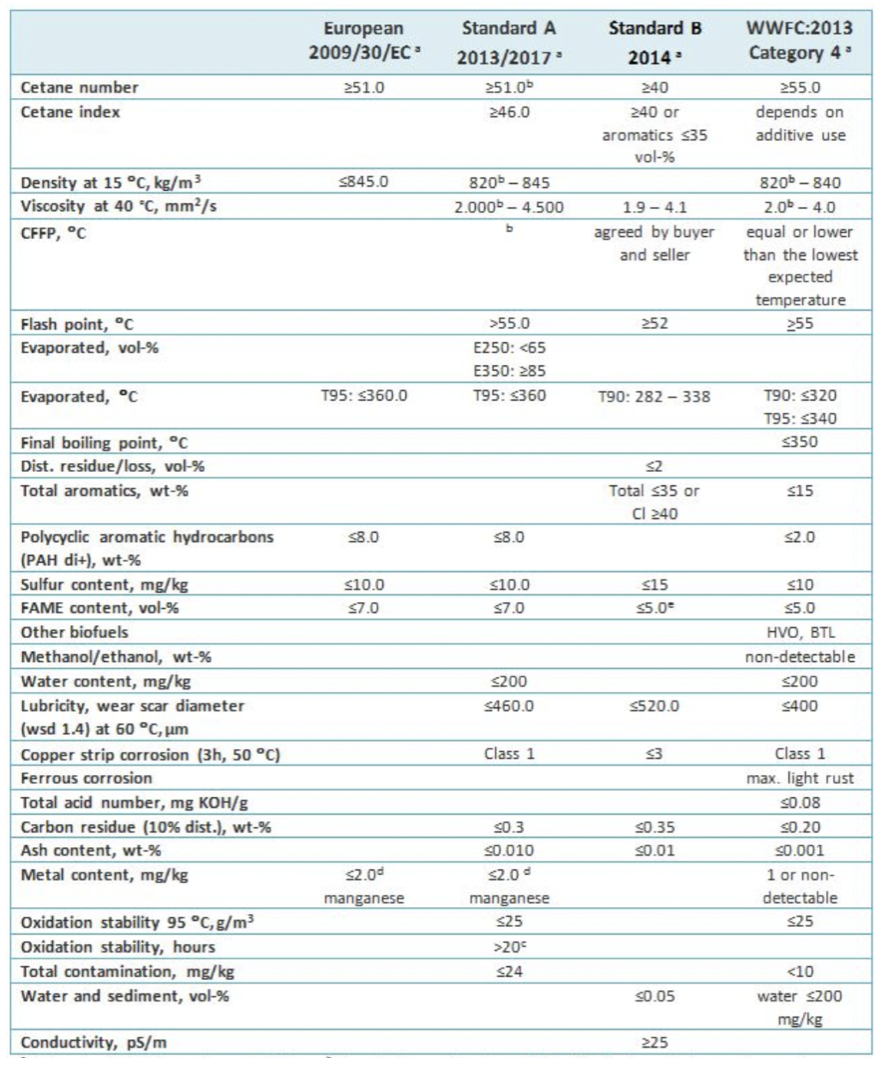 European Standard A Standard B WWFC:2013
2009/30/EC ᵃ 2013/2017 ᵃ 2014 ᵃ Category 4 ᵃ
Cetane number ≥51.0 ≥51.0ᵇ ≥40 ≥55.0
Cetane index ≥46.0 ≥40 or depends on
aromatics ≤35 additive use
vol-%
Density at 15 °C, kg/m³ ≤845.0 820ᵇ – 845 820ᵇ – 840
Viscosity at 40 °C, mm²/s 2.000ᵇ – 4.500 1.9 – 4.1 2.0ᵇ – 4.0
CFFP, °C ᵇ agreed by buyer equal or lower
and seller than the lowest
expected
temperature
Flash point, °C >55.0 ≥52 ≥55
Evaporated, vol-% E250: <65
E350: ≥85
Evaporated, °C T95: ≤360.0 T95: ≤360 T90: 282 – 338 T90: ≤320
T95: ≤340
Final boiling point, °C ≤350
Dist. residue/loss, vol-% ≤2
Total aromatics, wt-% Total ≤35 or ≤15
CI ≥40
Polycyclic aromatic hydrocarbons ≤8.0 ≤8.0 ≤2.0
(PAH di+), wt-%
Sulfur content, mg/kg ≤10.0 ≤10.0 ≤15 ≤10
FAME content, vol-% ≤7.0 ≤7.0 ≤5.0ᵉ ≤5.0
Other biofuels HVO, BTL
Methanol/ethanol, wt-% non-detectable
Water content, mg/kg ≤200 ≤200
Lubricity, wear scar diameter ≤460.0 ≤520.0 ≤400
(wsd 1.4) at 60 °C, µm
Copper strip corrosion (3h, 50 °C) Class 1 ≤3 Class 1
Ferrous corrosion max. light rust
Total acid number, mg KOH/g ≤0.08
Carbon residue (10% dist.), wt-% ≤0.3 ≤0.35 ≤0.20
Ash content, wt-% ≤0.010 ≤0.01 ≤0.001
Metal content, mg/kg ≤2.0ᵈ ≤2.0 ᵈ 1 or non-
manganese manganese detectable
Oxidation stability 95 °C, g/m³ ≤25 ≤25
Oxidation stability, hours >20ᶜ
Total contamination, mg/kg ≤24 <10
Water and sediment, vol-% ≤0.05 water ≤200
mg/kg
Conductivity, pS/m ≥25